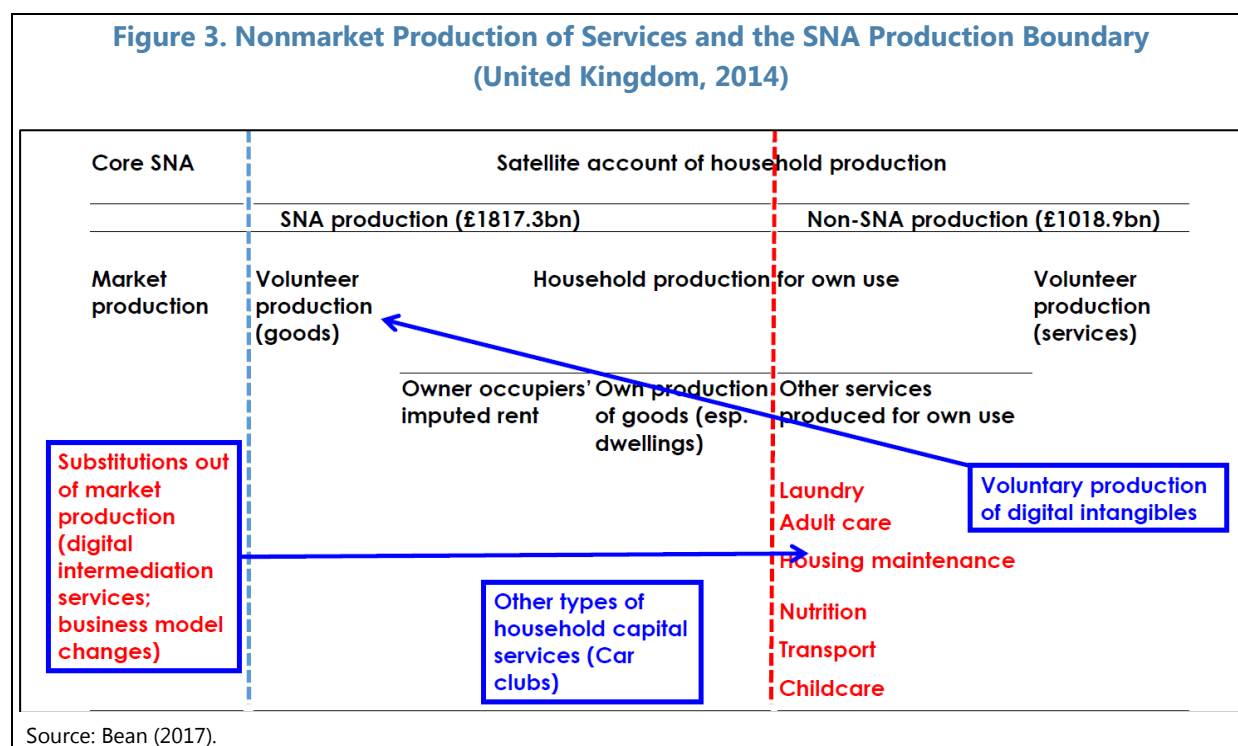 Figure 3. Nonmarket Production of Services and the SNA Production Boundary
(United Kingdom, 2014)
Core SNA
Satellite account of household production
SNA production (£1817.3bn)
Non-SNA production (£1018.9bn)
Market
production
Volunteer
production
(goods)
Household production for own use
Volunteer
production
(services)
Owner occupiers'
imputed rent
Own production
of goods (esp.
dwellings)
Other services
produced for own use
Substitutions out
of market
production
(digital
intermediation
services;
business model
changes)
Laundry
Adult care
Housing maintenance
Nutrition
Transport
Childcare
Voluntary production
of digital intangibles
Other types of
household capital
services (Car
clubs)
Source: Bean (2017).